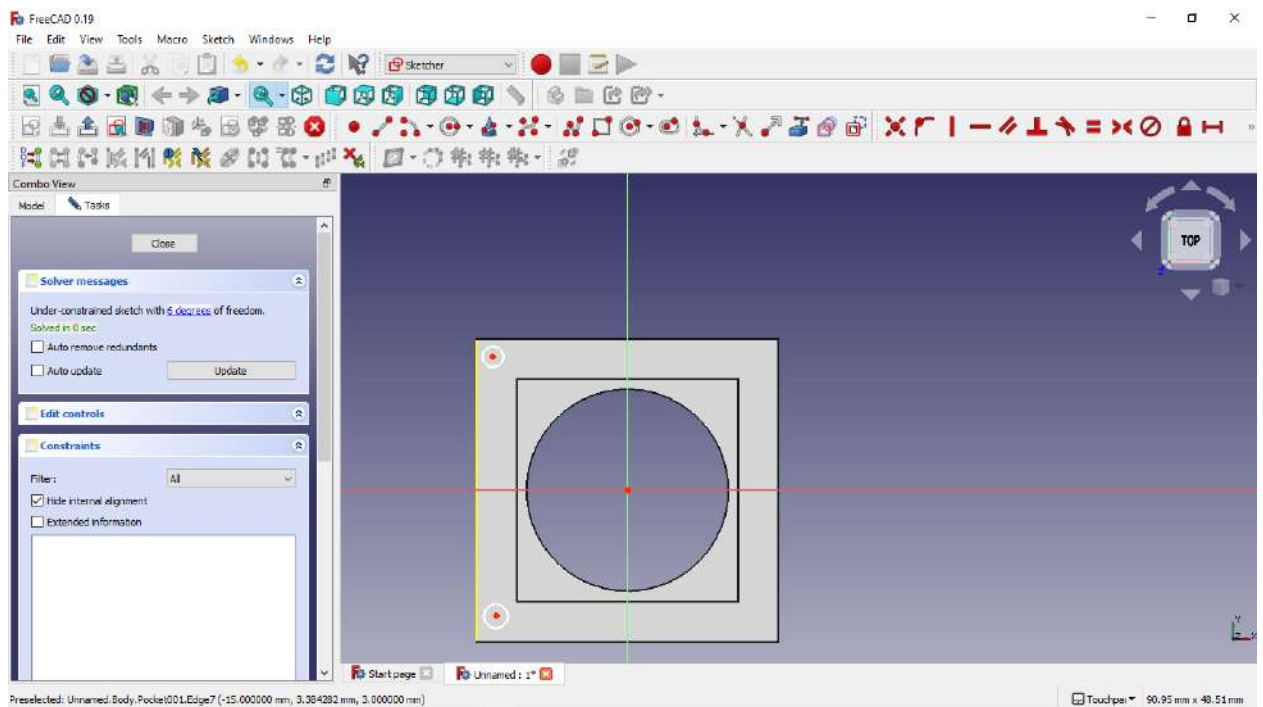 FreeCAD 0.19
File Edit View Tools Macro Sketch Windows Help
Sketcher
Combo View
Model Tasks
Close
Solver messages
Under-constrained sketch with 6 degrees of freedom.
Solved in 0 sec
Auto remove redundants
Auto update Update
Edit controls
Constraints
Filter: All
Hide internal alignment
Extended information
TOP
Z
Y
Z X
Start page Unnamed : 1*
Preselected: Unnamed.Body.Pocket001.Edge7 (-15.000000 mm, 3.384282 mm, 3.000000 mm) Touchpa 90.95 mm x 48.51 mm